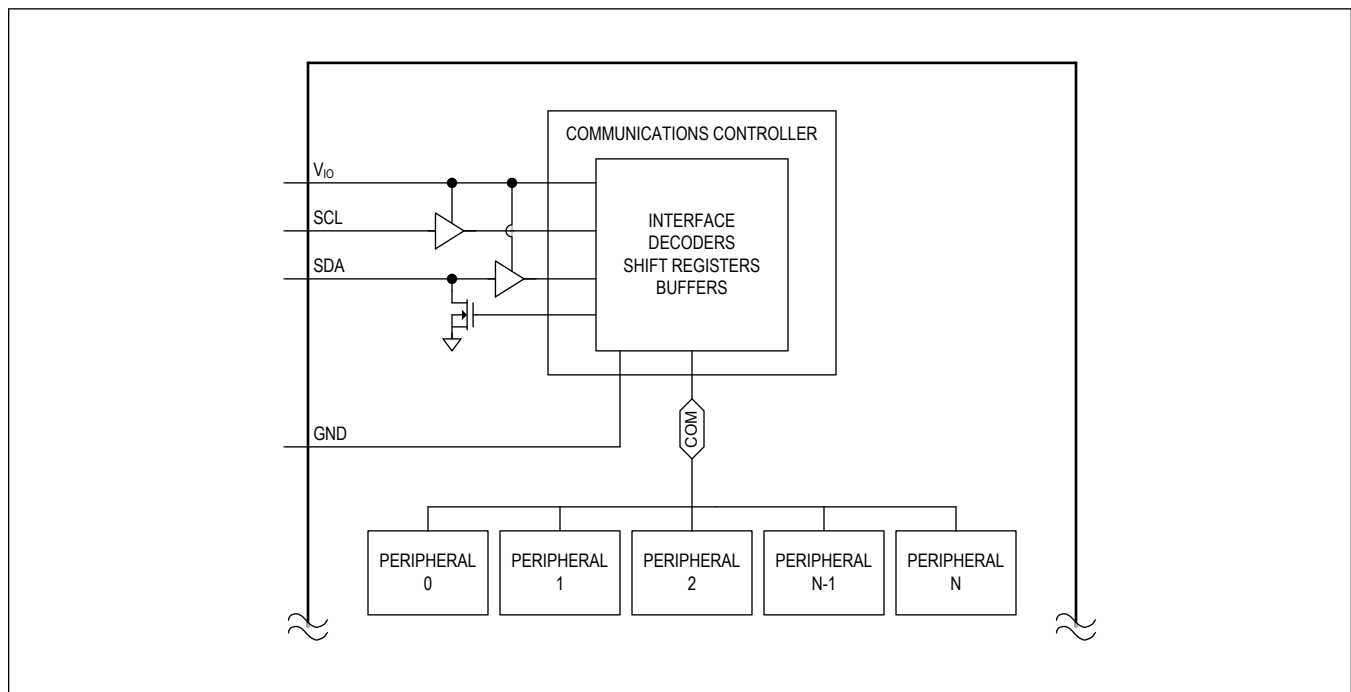 COMMUNICATIONS CONTROLLER
VIO
SCL
SDA
INTERFACE
DECODERS
SHIFT REGISTERS
BUFFERS
GND
COM
PERIPHERAL
0
PERIPHERAL
1
PERIPHERAL
2
PERIPHERAL
N-1
PERIPHERAL
N